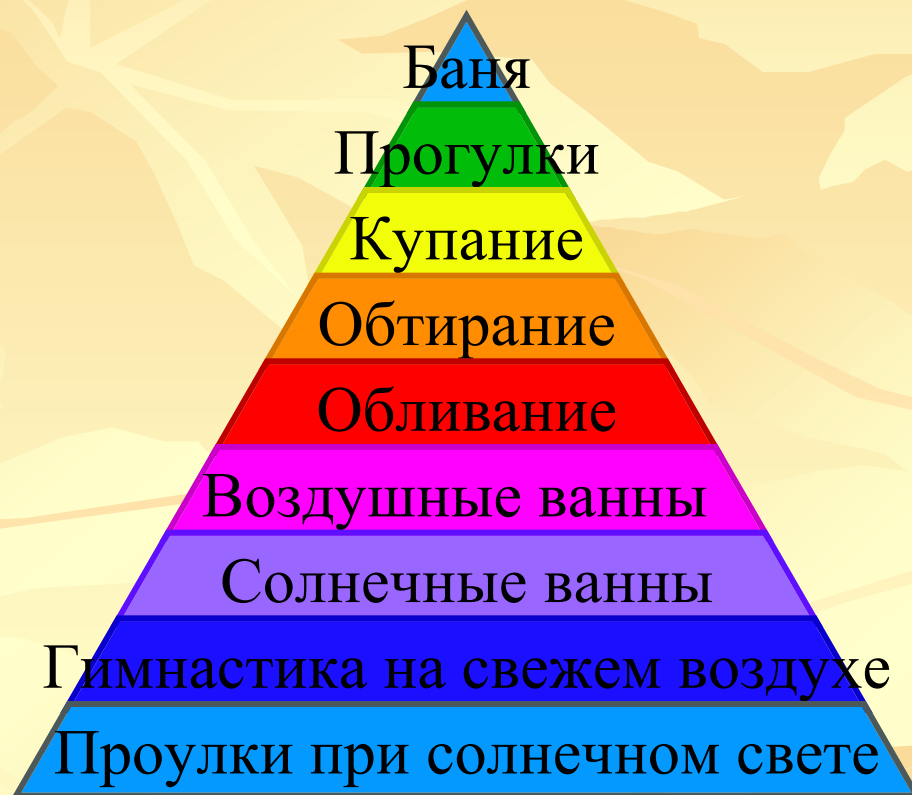 Баня
Прогулки
Купание
Обтирание
Обливание
Воздушные ванны
Солнечные ванны
Гимнастика на свежем воздухе
Проулки при солнечном свете